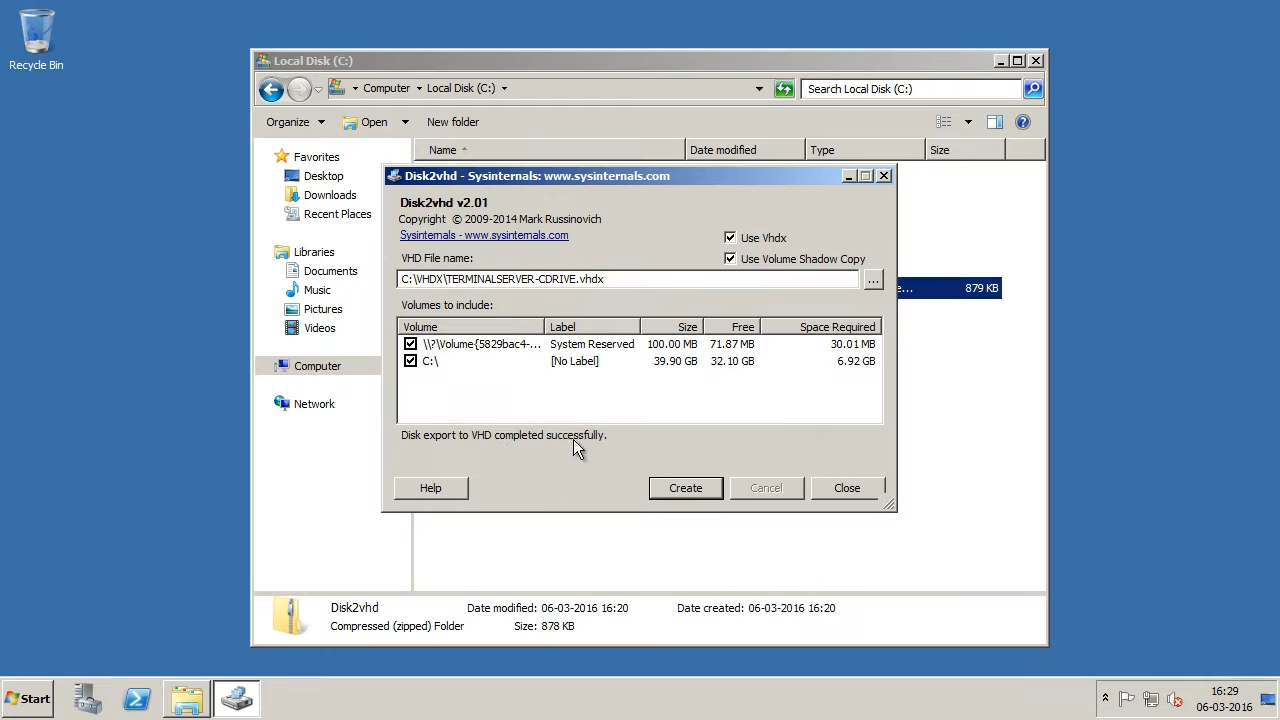 Recycle Bin
Local Disk (C:)
Computer
Local Disk (C:)
Search Local Disk (C:)
Organize
Open
New folder
Favorites
Desktop
Downloads
Recent Places
Libraries
Documents
Music
Pictures
Videos
Computer
Network
Name
Date modified
Type
Size
e...
879 KB
Disk2vhd - Sysinternals: www.sysinternals.com
Disk2vhd v2.01
Copyright © 2009-2014 Mark Russinovich
Sysinternals - www.sysinternals.com
Use Vhdx
VHD File name:
Use Volume Shadow Copy
C:\VHDX\TERMINALSERVER-CDRIVE.vhdx
...
Volumes to include:
Volume Label Size Free Space Required
\\?\Volume{5829bac4-... System Reserved 100.00 MB 71.87 MB 30.01 MB
C:\ [No Label] 39.90 GB 32.10 GB 6.92 GB
Disk export to VHD completed successfully.
Help
Create
Cancel
Close
Disk2vhd
Date modified: 06-03-2016 16:20
Date created: 06-03-2016 16:20
Compressed (zipped) Folder
Size: 878 KB
Start
16:29
06-03-2016